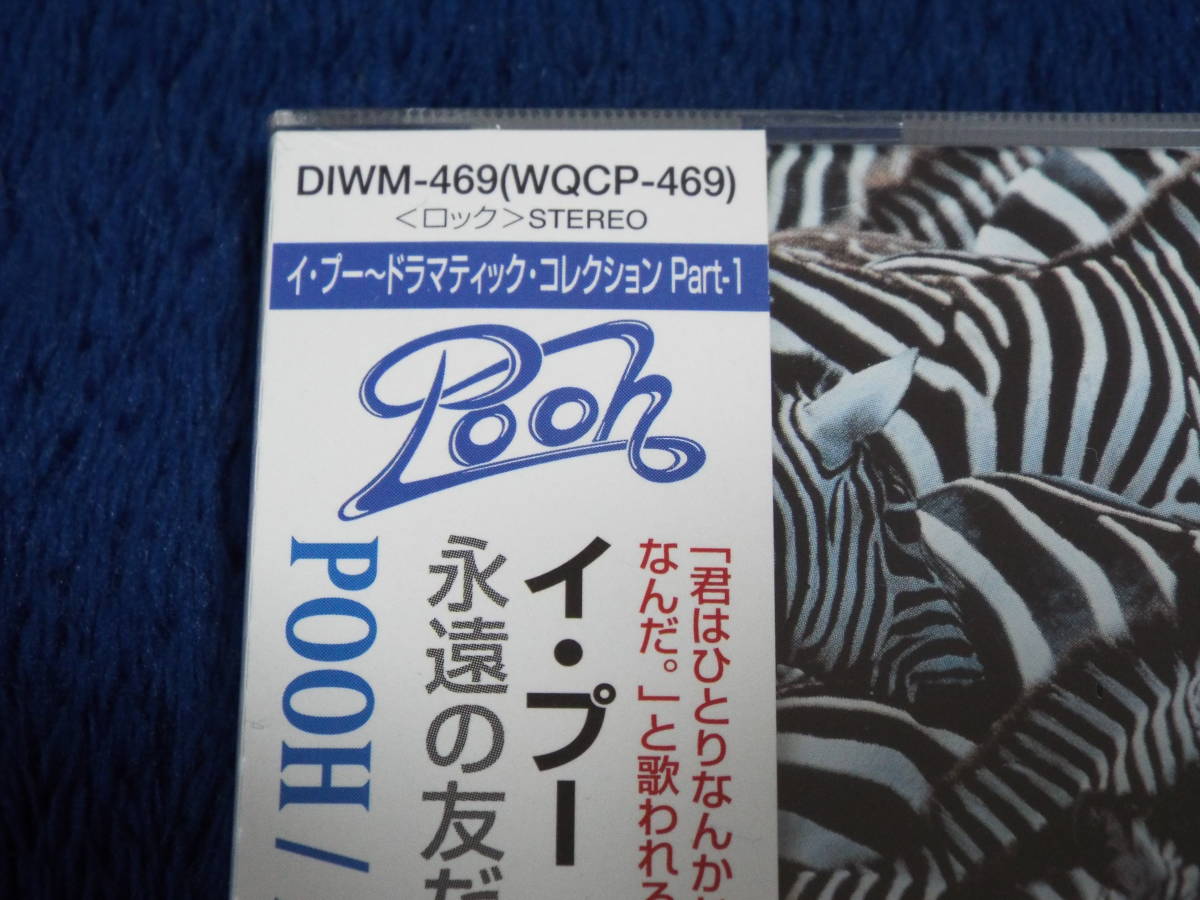 DIWM-469(WQCP-469)
＜ロック＞STEREO
イ・プー～ドラマティック・コレクション Part-1
Pooh
「君はひとりなんか
なんだ。」と歌われる
イ・プー
永遠の友だ
POOH /